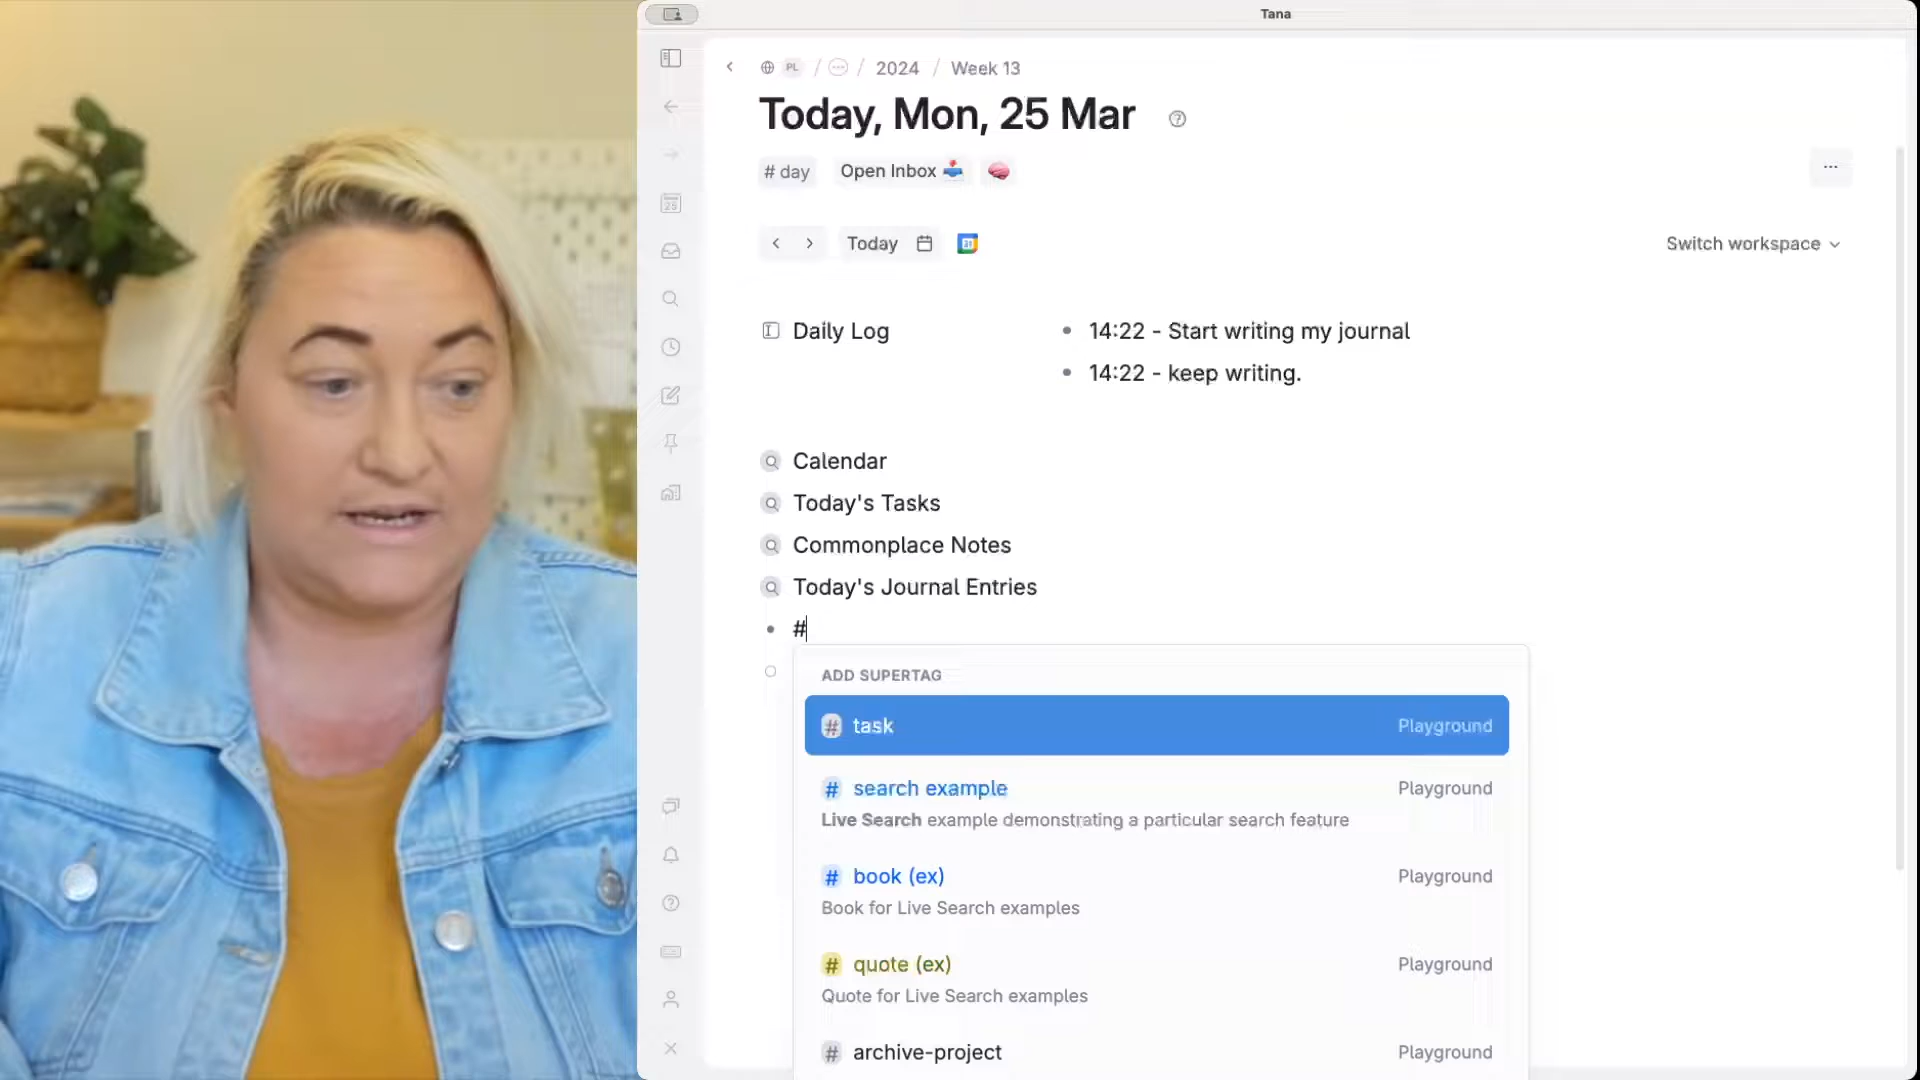 Tana
PL / / 2024 / Week 13
Today, Mon, 25 Mar
# day Open Inbox
Today 31 Switch workspace
25
Daily Log
14:22 - Start writing my journal
14:22 - keep writing.
Calendar
Today's Tasks
Commonplace Notes
Today's Journal Entries
#
ADD SUPERTAG
# task Playground
# search example Playground
Live Search example demonstrating a particular search feature
# book (ex) Playground
Book for Live Search examples
# quote (ex) Playground
Quote for Live Search examples
# archive-project Playground